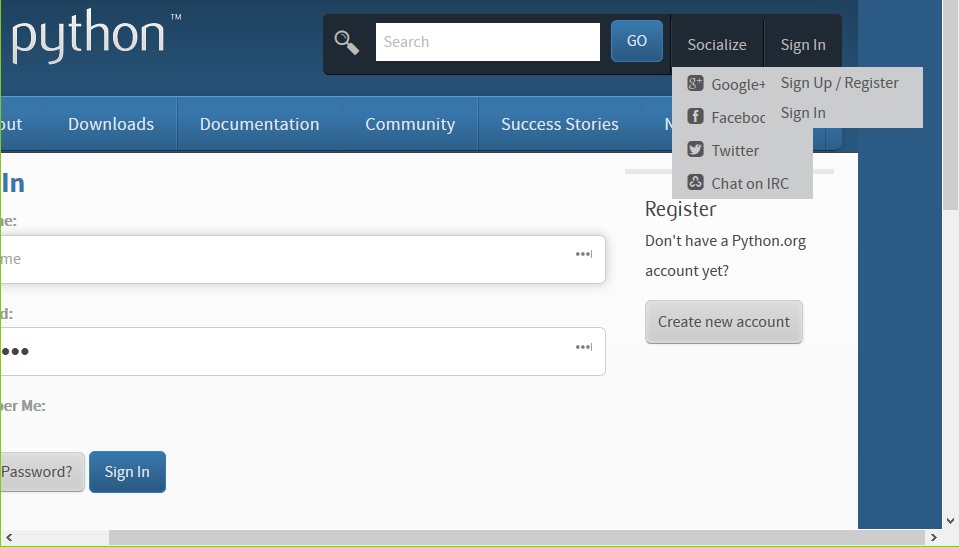 python™
Search
GO
Socialize
Sign In
Google+
Sign Up / Register
Faceboo
Sign In
Twitter
Chat on IRC
out
Downloads
Documentation
Community
Success Stories
N
In
me:
me
d:
ber Me:
Password?
Sign In
Register
Don't have a Python.org
account yet?
Create new account